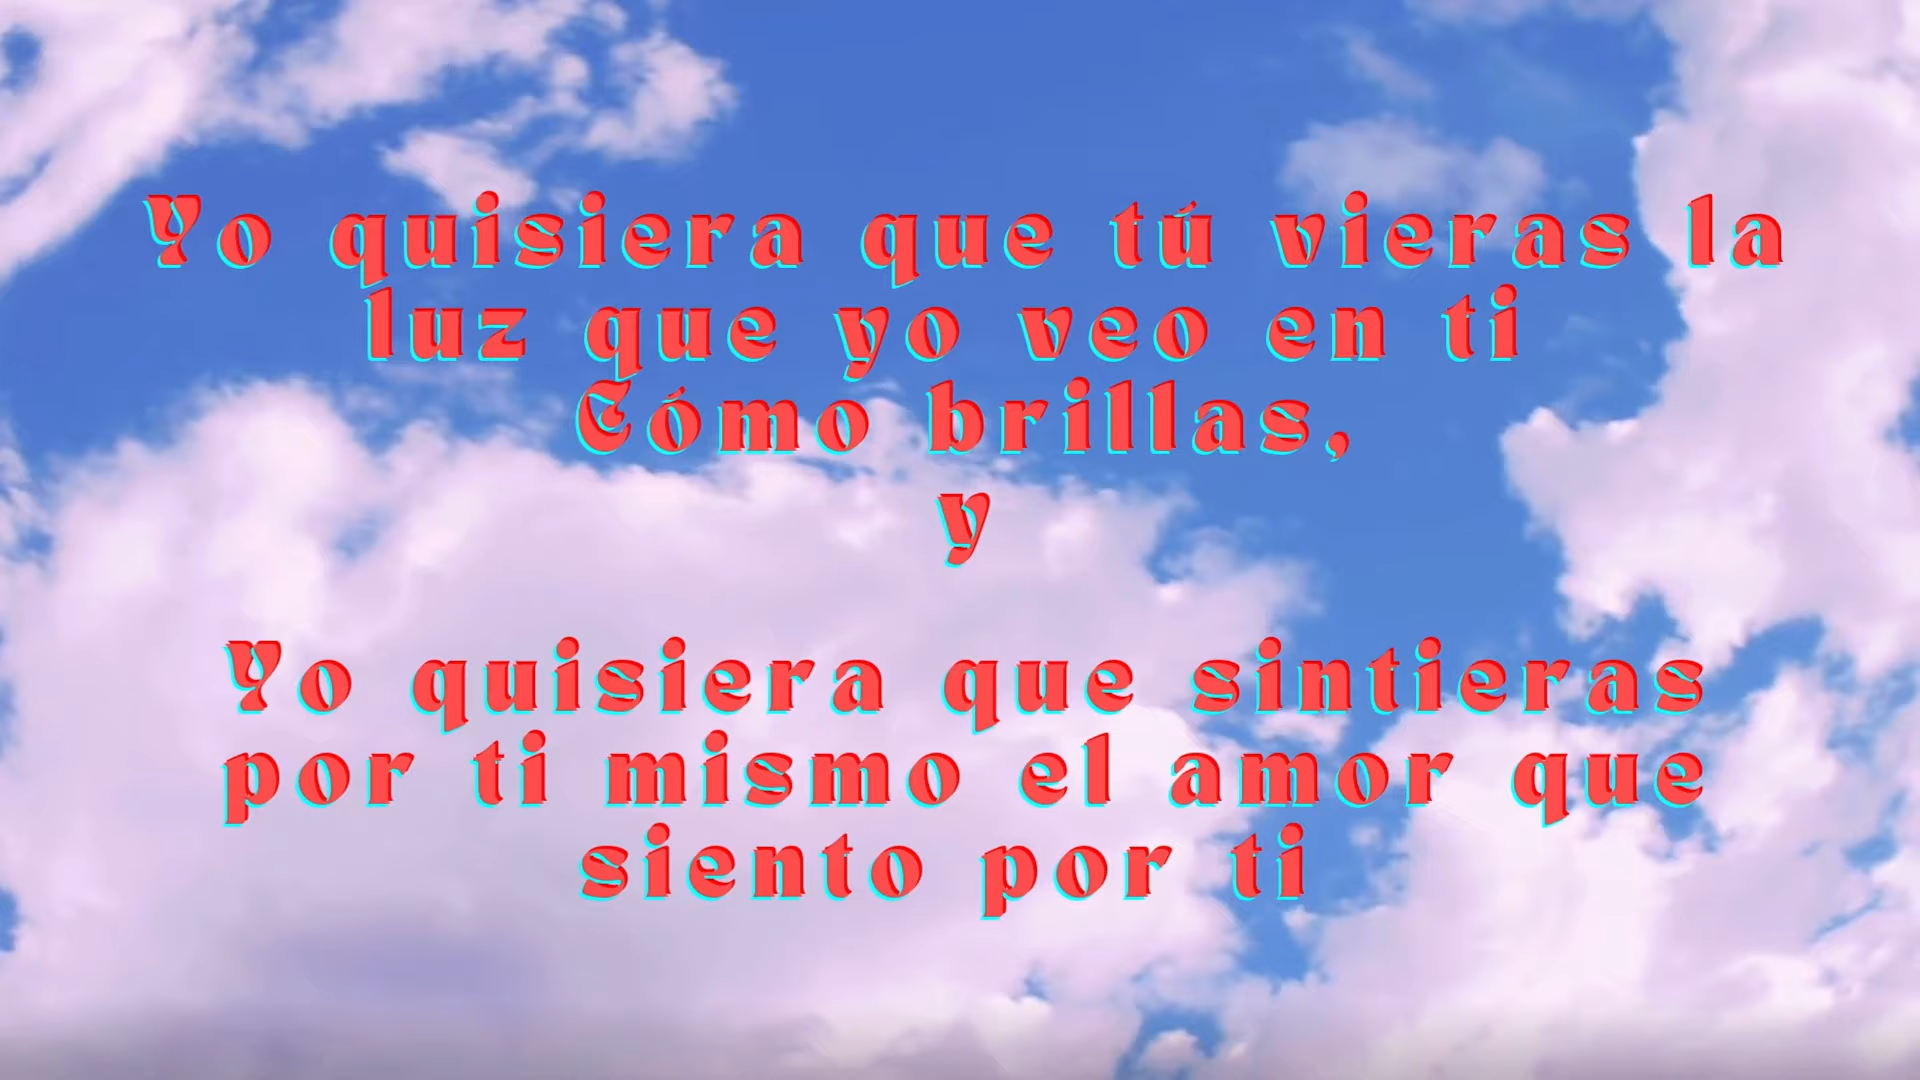 Yo quisiera que tú vieras la
luz que yo veo en ti
Cómo brillas,
y
Yo quisiera que sintieras
por ti mismo el amor que
siento por ti